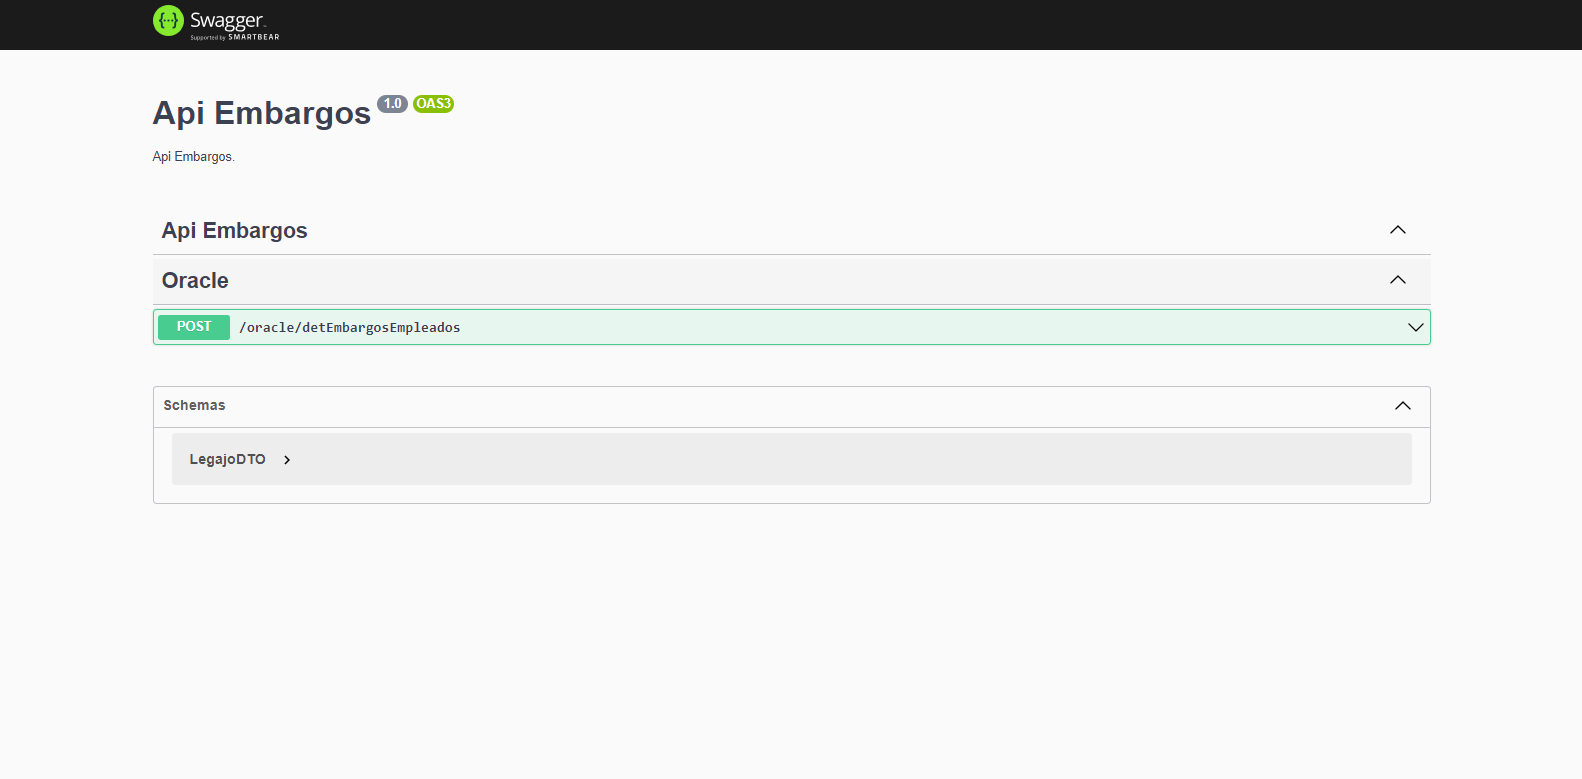 Swagger
Supported by SMARTBEAR
Api Embargos 1.0 OAS3
Api Embargos.
Api Embargos
Oracle
POST /oracle/detEmbargosEmpleados
Schemas
LegajoDTO